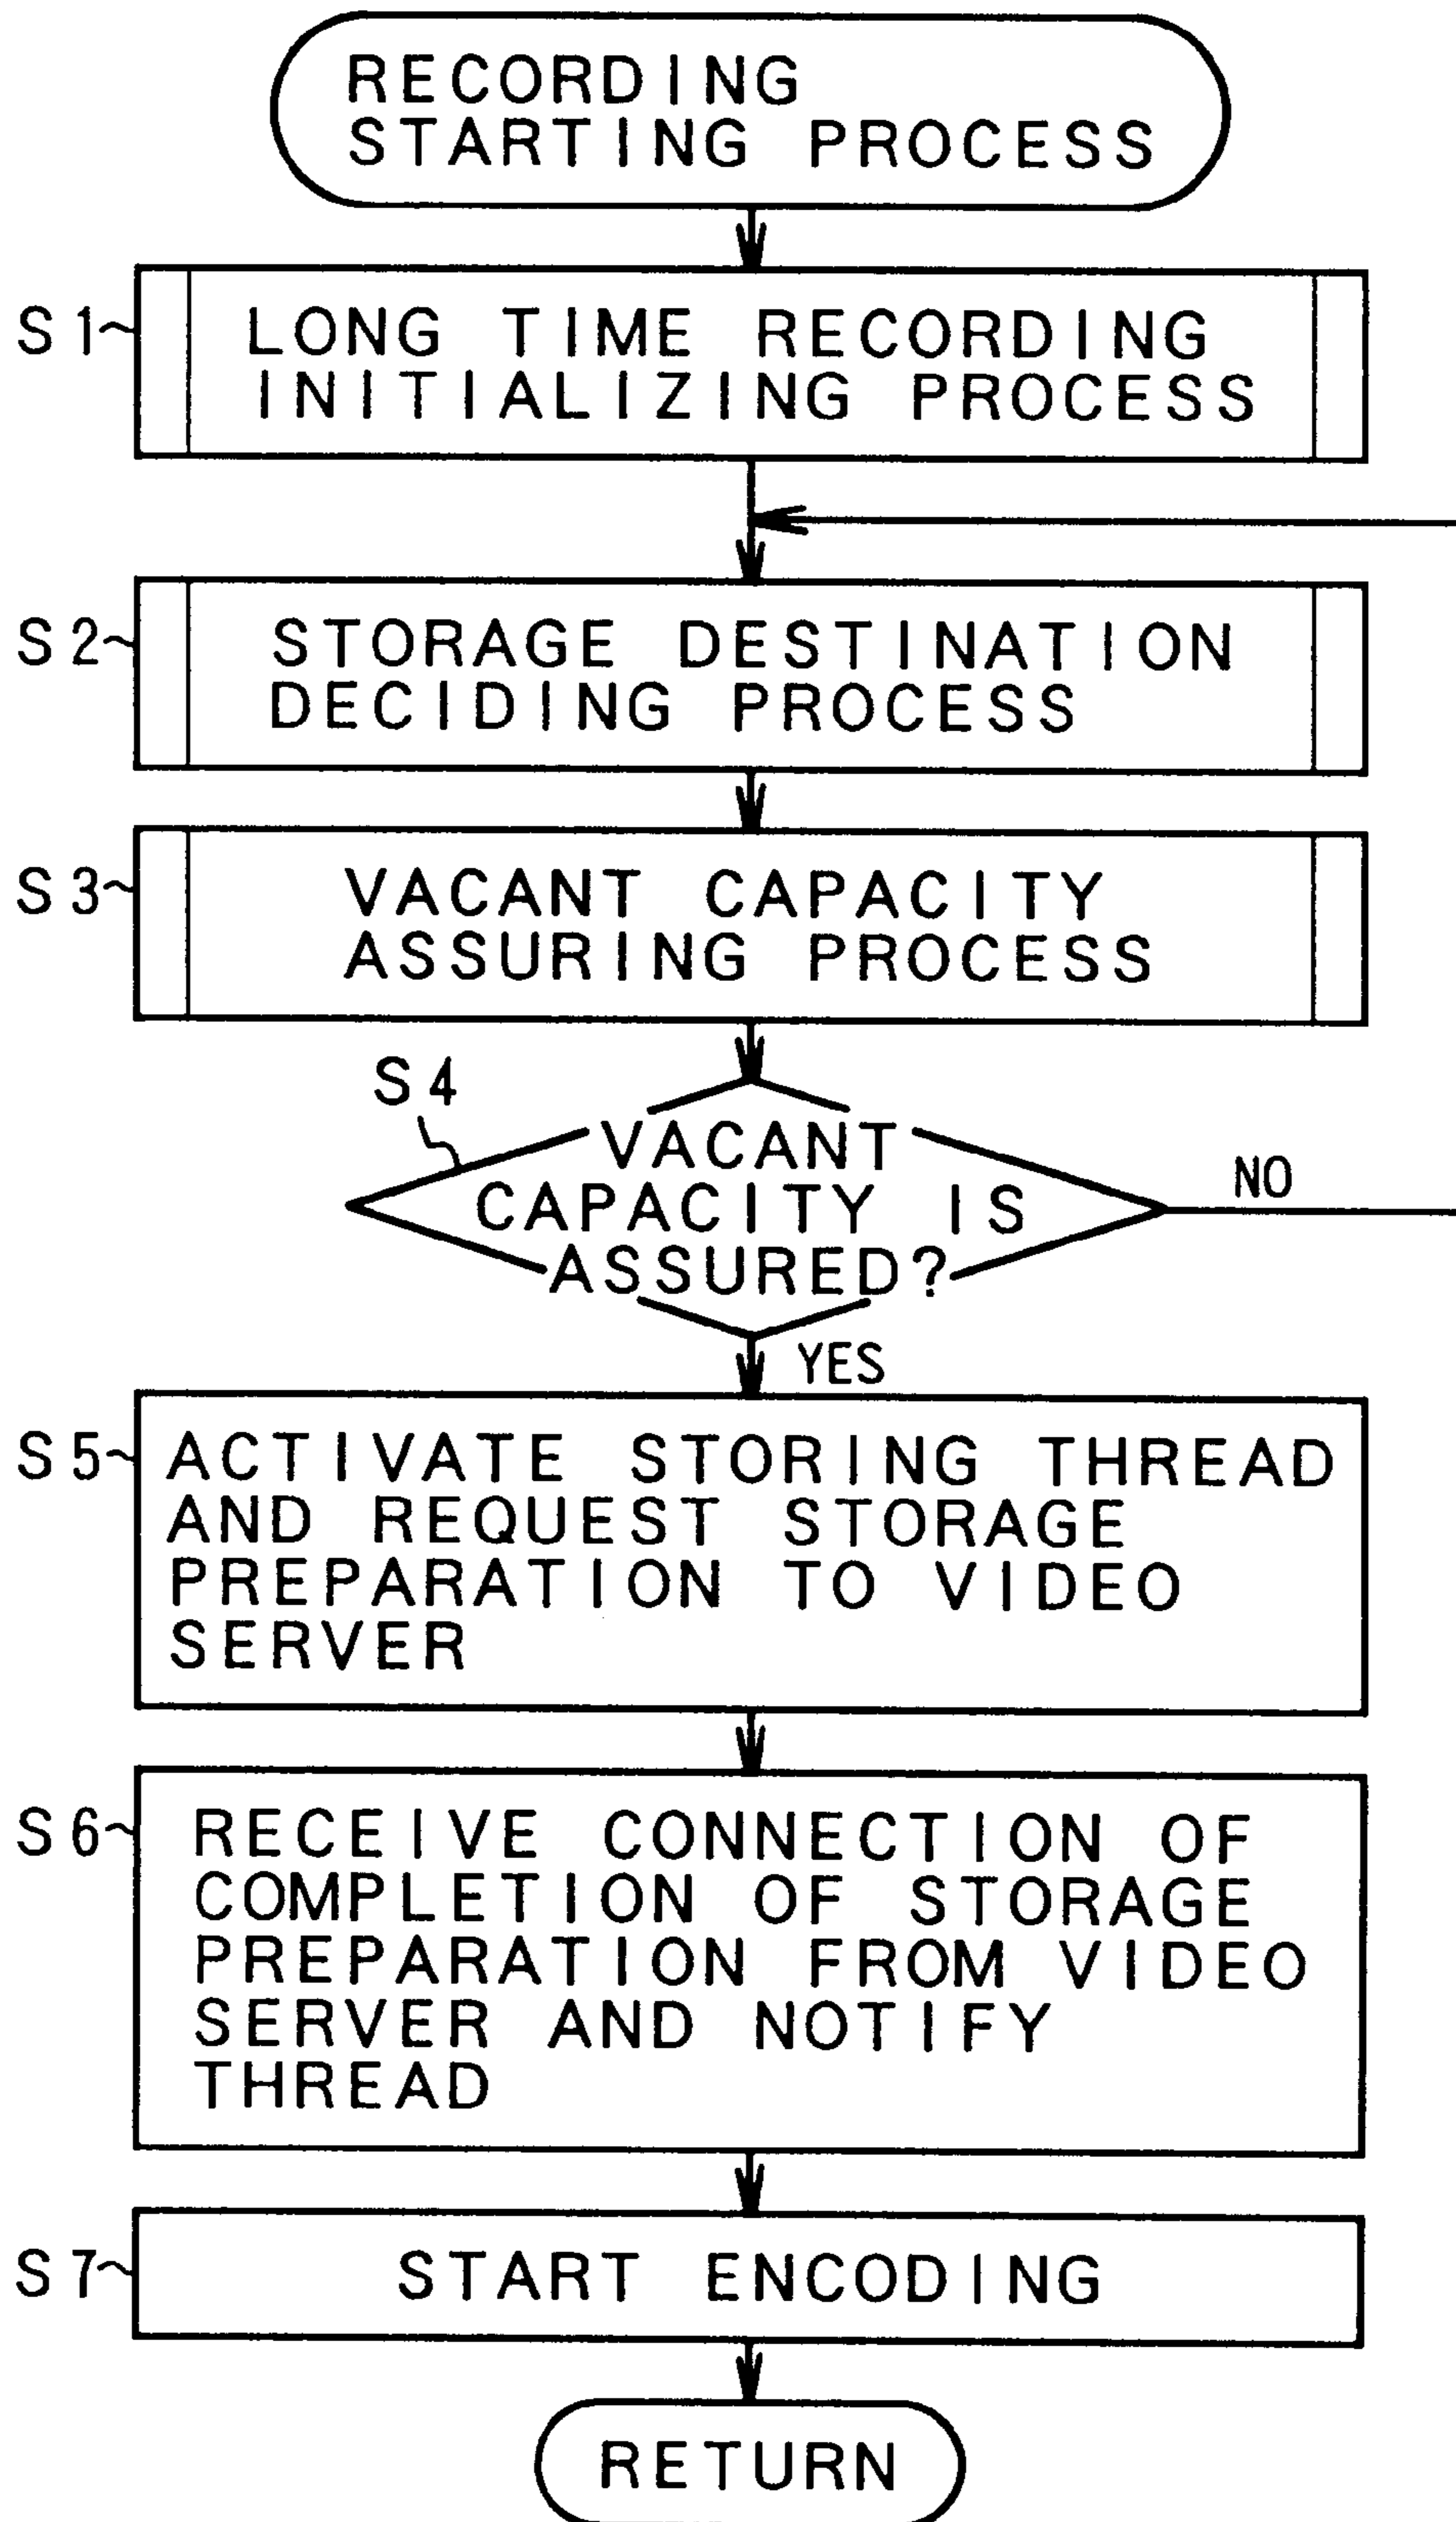 RECORDING
STARTING PROCESS
S1
LONG TIME RECORDING
INITIALIZING PROCESS
S2
STORAGE DESTINATION
DECIDING PROCESS
S3
VACANT CAPACITY
ASSURING PROCESS
S4
VACANT
CAPACITY IS
ASSURED?
NO
YES
S5
ACTIVATE STORING THREAD
AND REQUEST STORAGE
PREPARATION TO VIDEO
SERVER
S6
RECEIVE CONNECTION OF
COMPLETION OF STORAGE
PREPARATION FROM VIDEO
SERVER AND NOTIFY
THREAD
S7
START ENCODING
RETURN